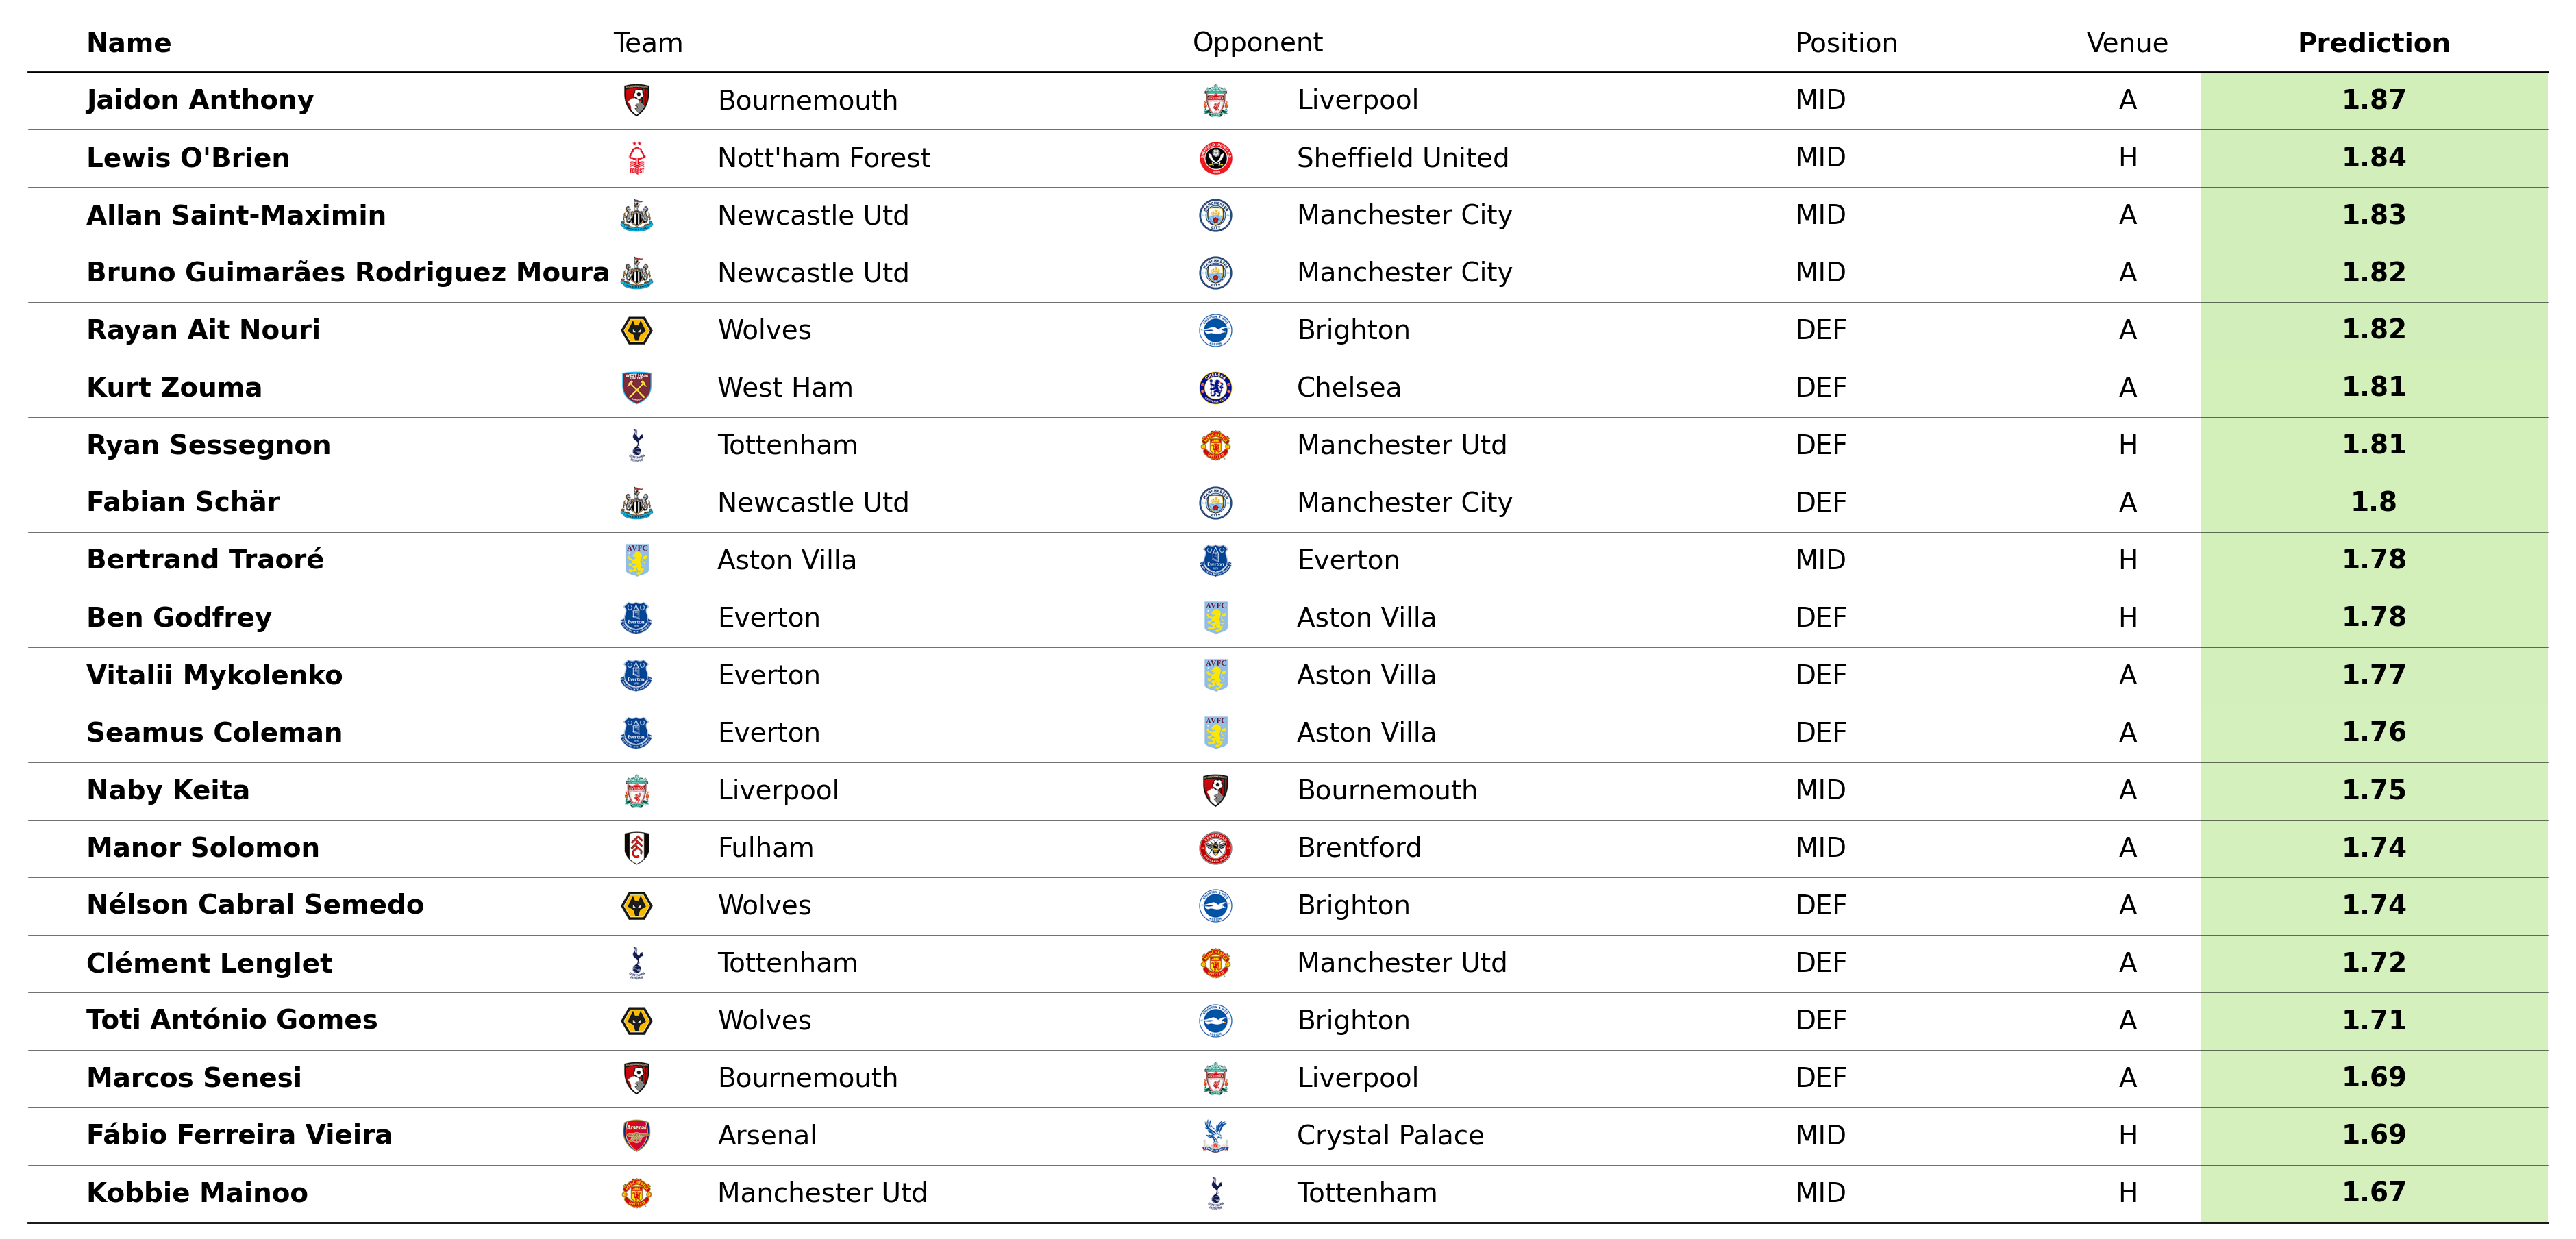 Name Team Opponent Position Venue Prediction
Jaidon Anthony Bournemouth Liverpool MID A 1.87
Lewis O'Brien Nott'ham Forest Sheffield United MID H 1.84
Allan Saint-Maximin Newcastle Utd Manchester City MID A 1.83
Bruno Guimarães Rodriguez Moura Newcastle Utd Manchester City MID A 1.82
Rayan Ait Nouri Wolves Brighton DEF A 1.82
Kurt Zouma West Ham Chelsea DEF A 1.81
Ryan Sessegnon Tottenham Manchester Utd DEF H 1.81
Fabian Schär Newcastle Utd Manchester City DEF A 1.8
Bertrand Traoré Aston Villa Everton MID H 1.78
Ben Godfrey Everton Aston Villa DEF H 1.78
Vitalii Mykolenko Everton Aston Villa DEF A 1.77
Seamus Coleman Everton Aston Villa DEF A 1.76
Naby Keita Liverpool Bournemouth MID A 1.75
Manor Solomon Fulham Brentford MID A 1.74
Nélson Cabral Semedo Wolves Brighton DEF A 1.74
Clément Lenglet Tottenham Manchester Utd DEF A 1.72
Toti António Gomes Wolves Brighton DEF A 1.71
Marcos Senesi Bournemouth Liverpool DEF A 1.69
Fábio Ferreira Vieira Arsenal Crystal Palace MID H 1.69
Kobbie Mainoo Manchester Utd Tottenham MID H 1.67